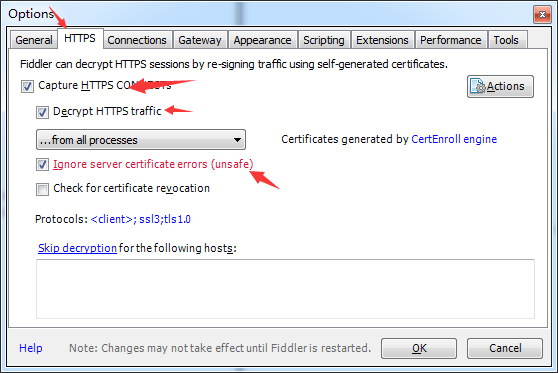 Options
General HTTPS Connections Gateway Appearance Scripting Extensions Performance Tools
Fiddler can decrypt HTTPS sessions by re-signing traffic using self-generated certificates.
Capture HTTPS CONNECTs
Actions
Decrypt HTTPS traffic
...from all processes
Certificates generated by CertEnroll engine
Ignore server certificate errors (unsafe)
Check for certificate revocation
Protocols: <client>; ssl3;tls1.0
Skip decryption for the following hosts:
Help Note: Changes may not take effect until Fiddler is restarted. OK Cancel